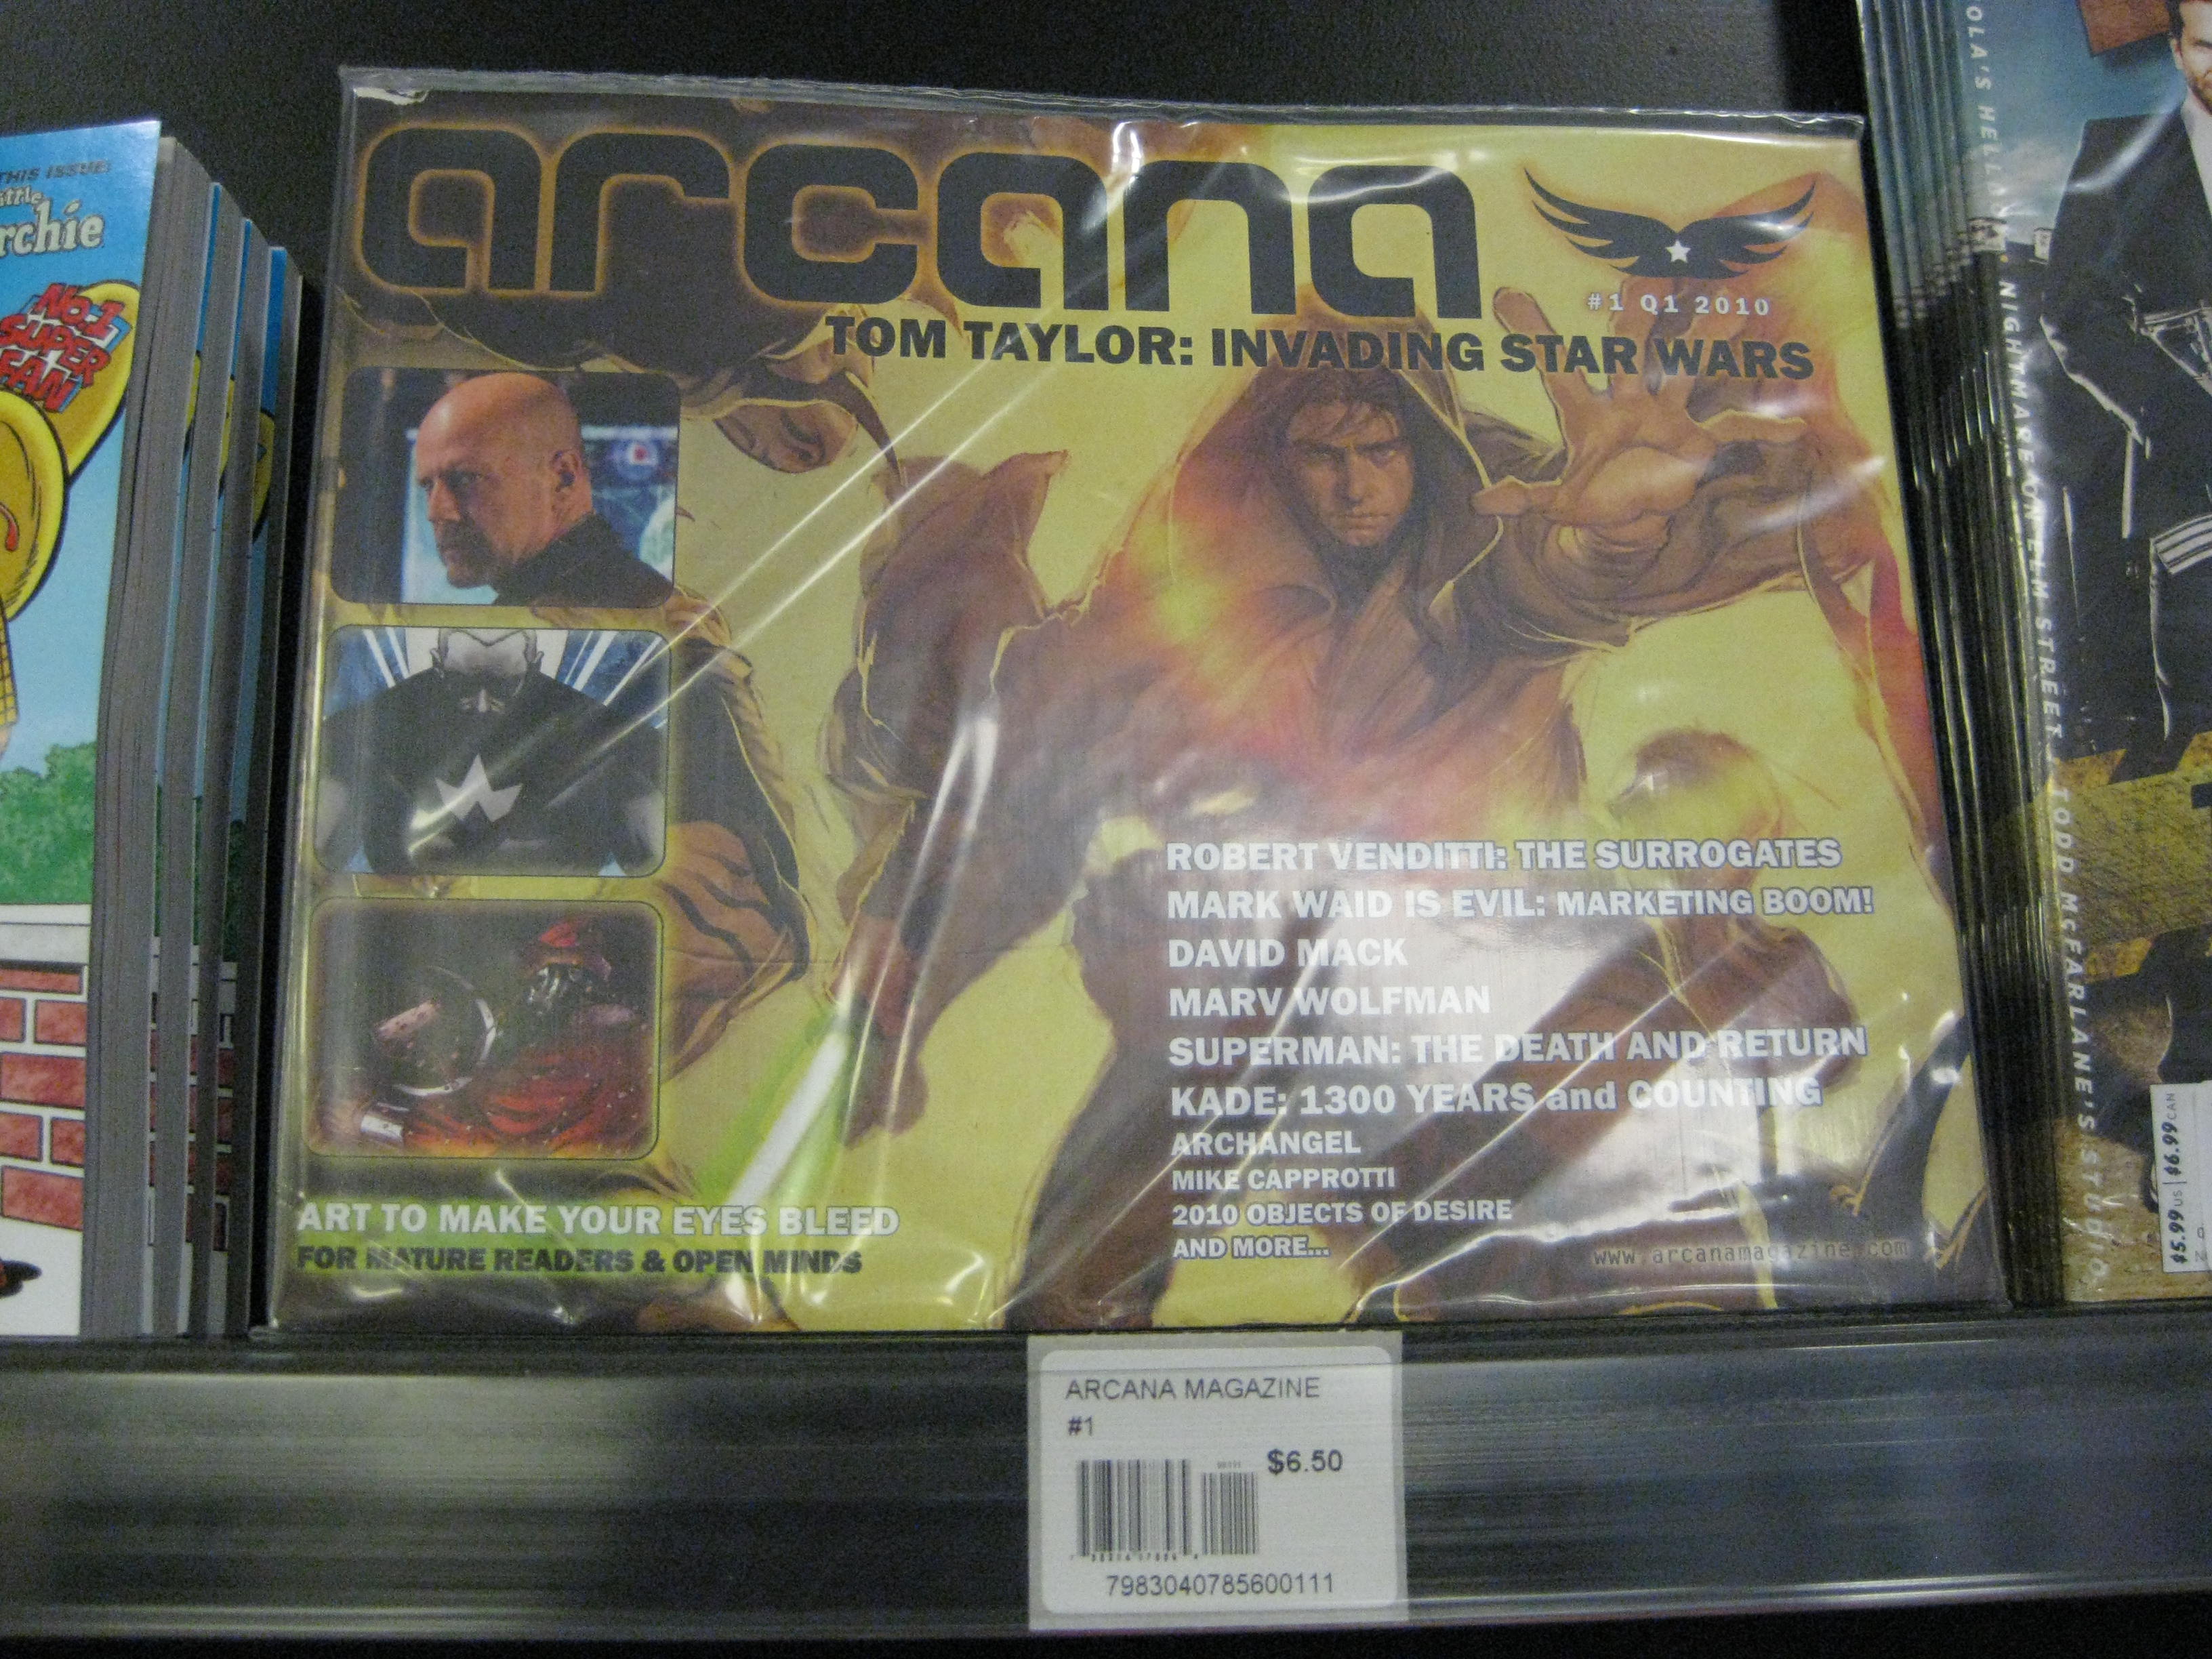 THIS ISSUE:
rchie
No.1
SUPER
FAN
arcana
#1 Q1 2010
TOM TAYLOR: INVADING STAR WARS
ROBERT VENDITTI: THE SURROGATES
MARK WAID IS EVIL: MARKETING BOOM!
DAVID MACK
MARV WOLFMAN
SUPERMAN: THE DEATH AND RETURN
KADE: 1300 YEARS and COUNTING
ARCHANGEL
MIKE CAPPROTTI
2010 OBJECTS OF DESIRE
AND MORE...
www.arcanamagazine.com
ART TO MAKE YOUR EYES BLEED
FOR MATURE READERS & OPEN MINDS
ARCANA MAGAZINE
#1
$6.50
7983040785600111
OLA'S HELLA
NIGHTMARE ON ELM STREET TODD McFARLANE'S STUDIO
$5.99 US | $6.99 CAN